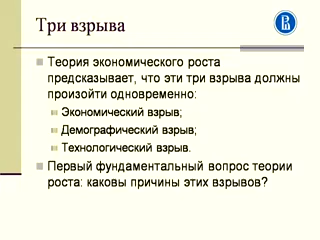 Три взрыва
Теория экономического роста
предсказывает, что эти три взрыва должны
произойти одновременно:
Экономический взрыв;
Демографический взрыв;
Технологический взрыв.
Первый фундаментальный вопрос теории
роста: каковы причины этих взрывов?